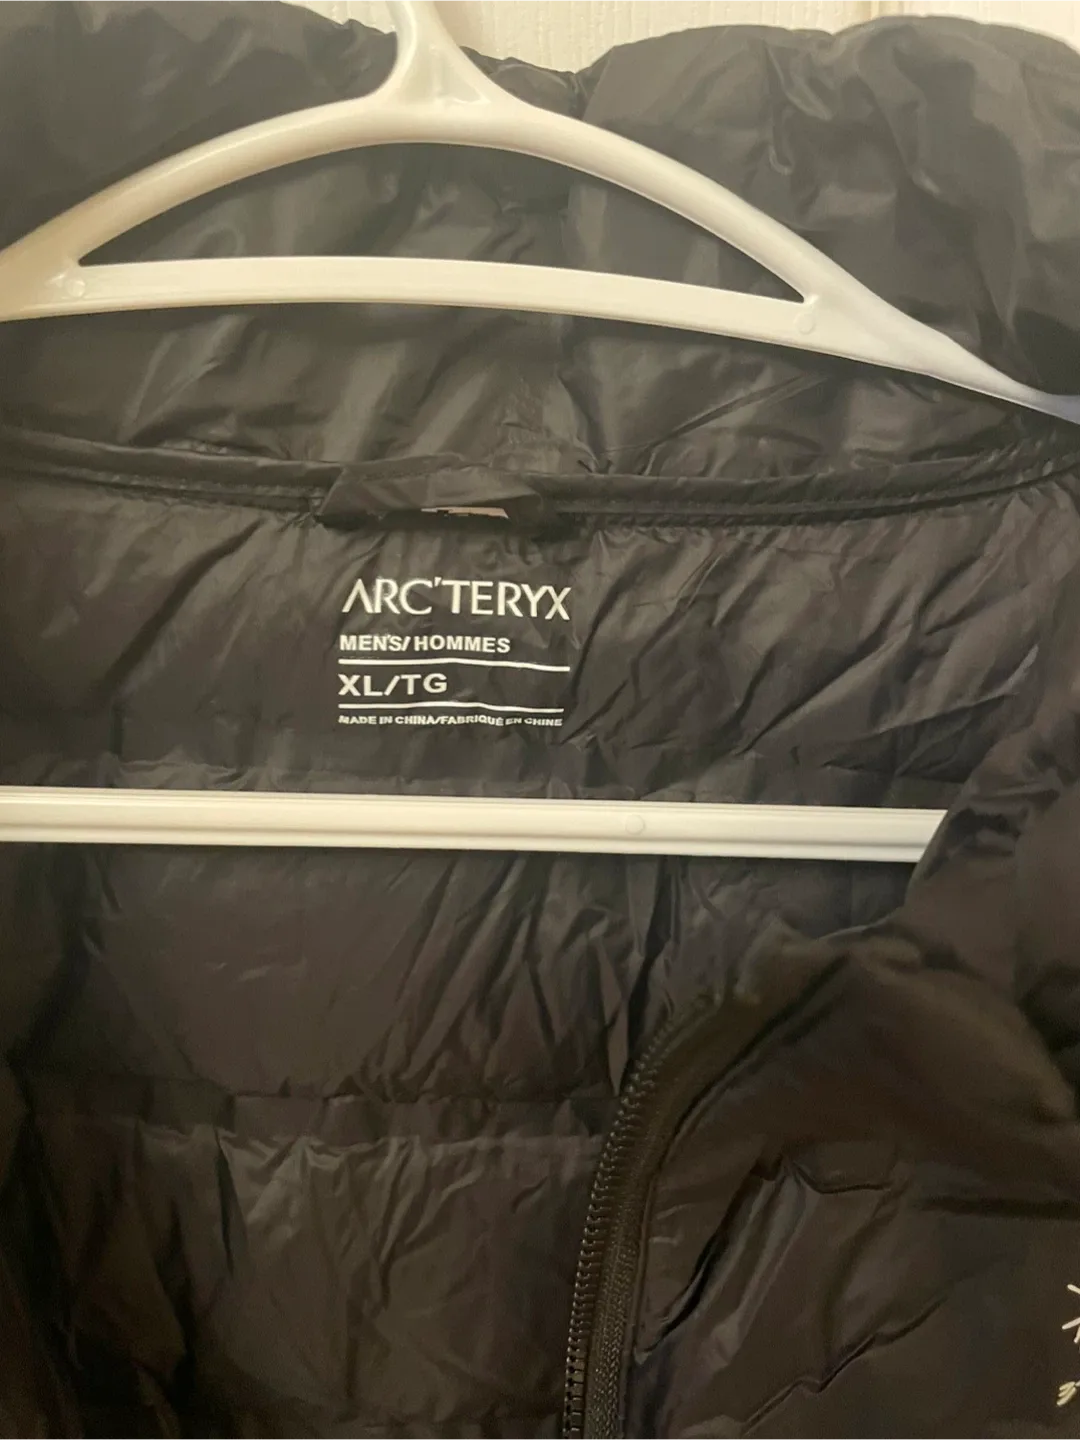 ARC'TERYX
MEN'S/HOMMES
XL/TG
MADE IN CHINA/FABRIQUÉ EN CHINE